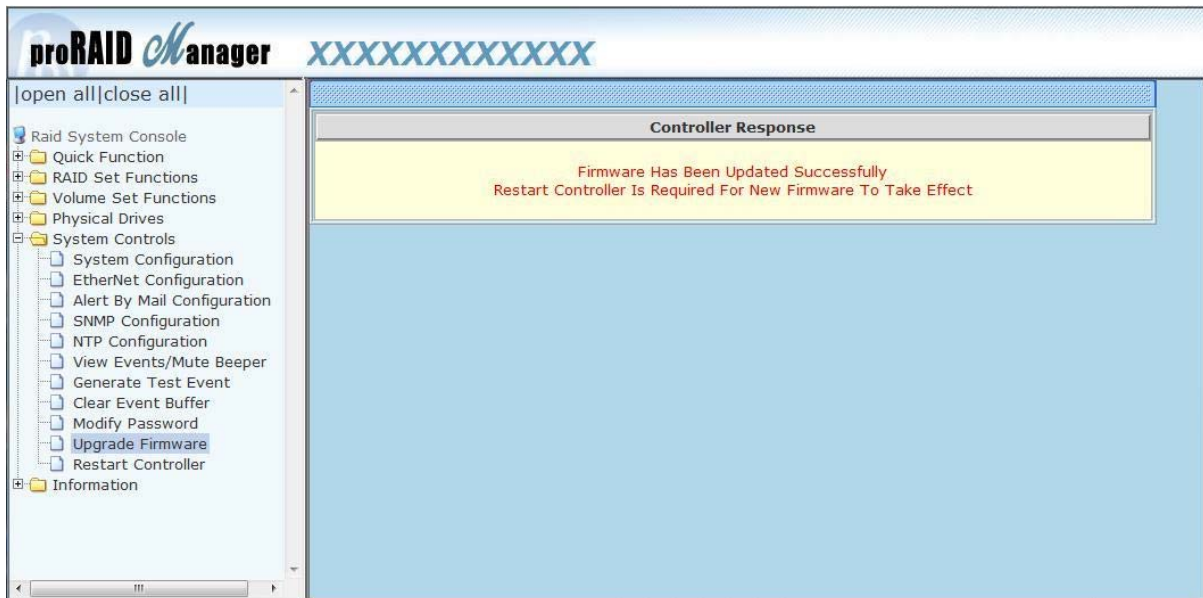 proRAID Manager
XXXXXXXXXXXX
|open all|close all|
Raid System Console
Quick Function
RAID Set Functions
Volume Set Functions
Physical Drives
System Controls
System Configuration
EtherNet Configuration
Alert By Mail Configuration
SNMP Configuration
NTP Configuration
View Events/Mute Beeper
Generate Test Event
Clear Event Buffer
Modify Password
Upgrade Firmware
Restart Controller
Information
Controller Response
Firmware Has Been Updated Successfully
Restart Controller Is Required For New Firmware To Take Effect